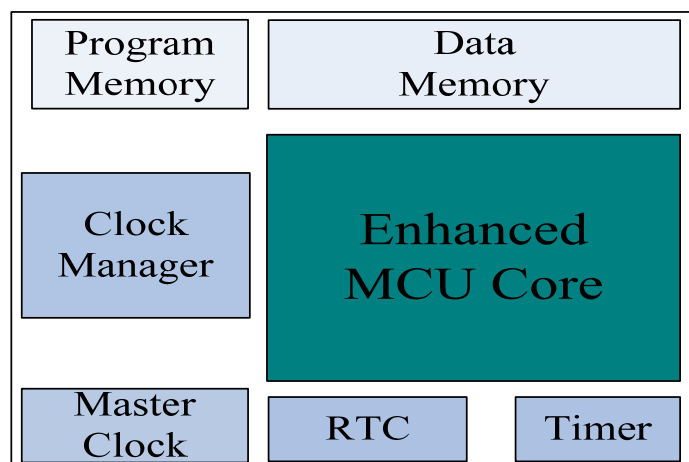 Program
Memory
Data
Memory
Clock
Manager
Enhanced
MCU Core
Master
Clock
RTC
Timer